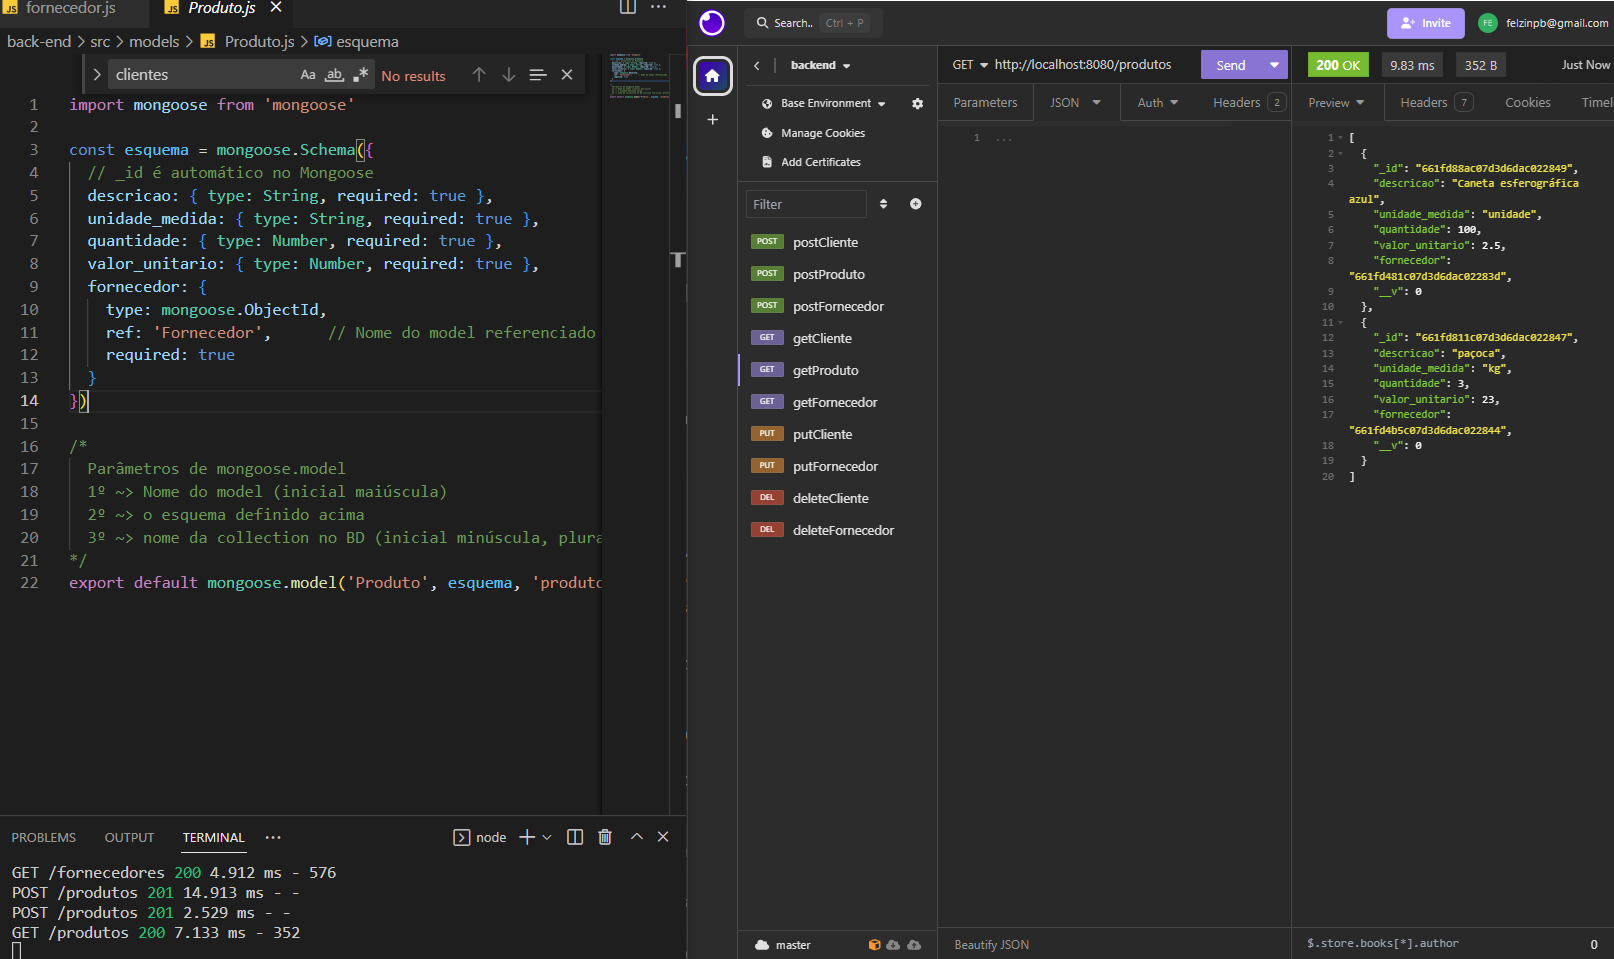 fornecedor.js
Produto.js
back-end > src > models > Produto.js > esquema
clientes
Aa ab .* No results
1 import mongoose from 'mongoose'
2
3 const esquema = mongoose.Schema({
4 // _id é automático no Mongoose
5 descricao: { type: String, required: true },
6 unidade_medida: { type: String, required: true },
7 quantidade: { type: Number, required: true },
8 valor_unitario: { type: Number, required: true },
9 fornecedor: {
10 type: mongoose.ObjectId,
11 ref: 'Fornecedor', // Nome do model referenciado
12 required: true
13 }
14 })
15
16 /*
17 Parâmetros de mongoose.model
18 1º ~> Nome do model (inicial maiúscula)
19 2º ~> o esquema definido acima
20 3º ~> nome da collection no BD (inicial minúscula, plura
21 */
22 export default mongoose.model('Produto', esquema, 'produto
PROBLEMS OUTPUT TERMINAL ...
node
GET /fornecedores 200 4.912 ms - 576
POST /produtos 201 14.913 ms - -
POST /produtos 201 2.529 ms - -
GET /produtos 200 7.133 ms - 352
Search.. Ctrl + P
Invite
FE felzinpb@gmail.com
backend
Base Environment
Manage Cookies
Add Certificates
Filter
POST postCliente
POST postProduto
POST postFornecedor
GET getCliente
GET getProduto
GET getFornecedor
PUT putCliente
PUT putFornecedor
DEL deleteCliente
DEL deleteFornecedor
master
GET http://localhost:8080/produtos
Send
Parameters JSON Auth Headers 2
1 ...
Beautify JSON
200 OK 9.83 ms 352 B Just Now
Preview Headers 7 Cookies Timel
1 [
2 {
3 "_id": "661fd88ac07d3d6dac022849",
4 "descricao": "Caneta esferográfica
azul",
5 "unidade_medida": "unidade",
6 "quantidade": 100,
7 "valor_unitario": 2.5,
8 "fornecedor":
"661fd481c07d3d6dac02283d",
9 "__v": 0
10 },
11 {
12 "_id": "661fd811c07d3d6dac022847",
13 "descricao": "paçoca",
14 "unidade_medida": "kg",
15 "quantidade": 3,
16 "valor_unitario": 23,
17 "fornecedor":
"661fd4b5c07d3d6dac022844",
18 "__v": 0
19 }
20 ]
$.store.books[*].author 0